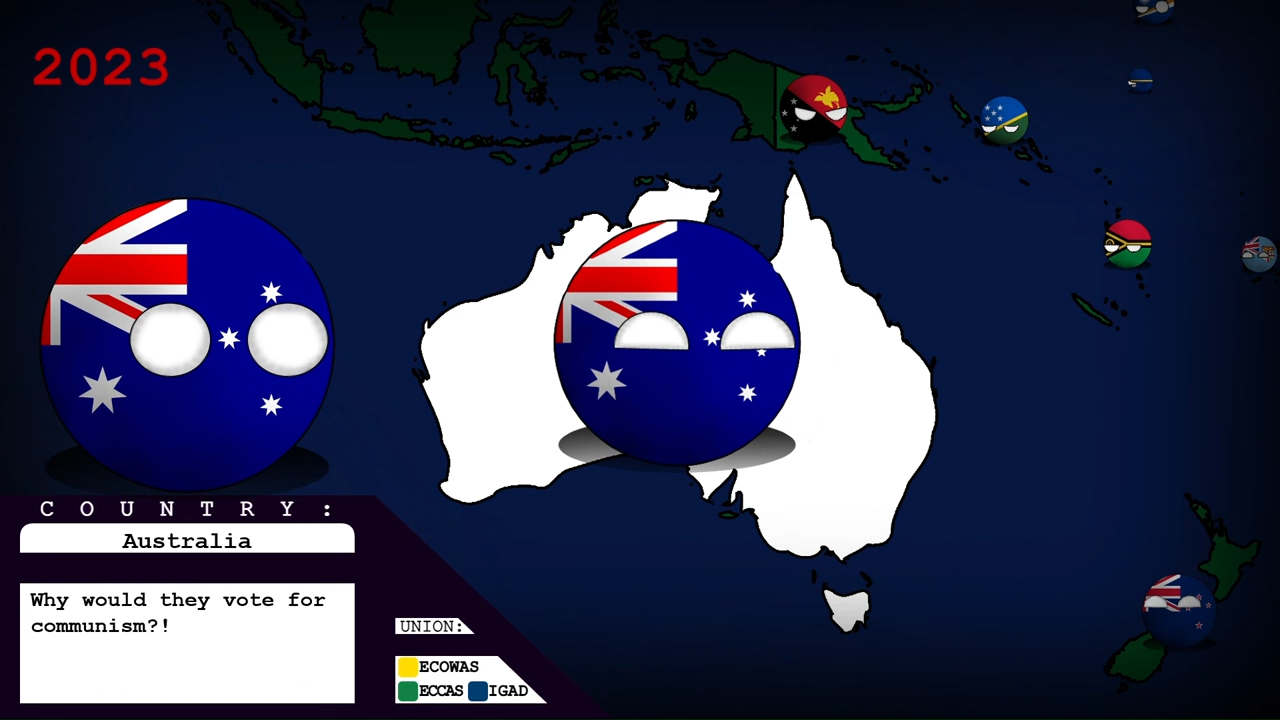 2023
C O U N T R Y :
Australia
Why would they vote for
communism?!
UNION:
ECOWAS
ECCAS IGAD